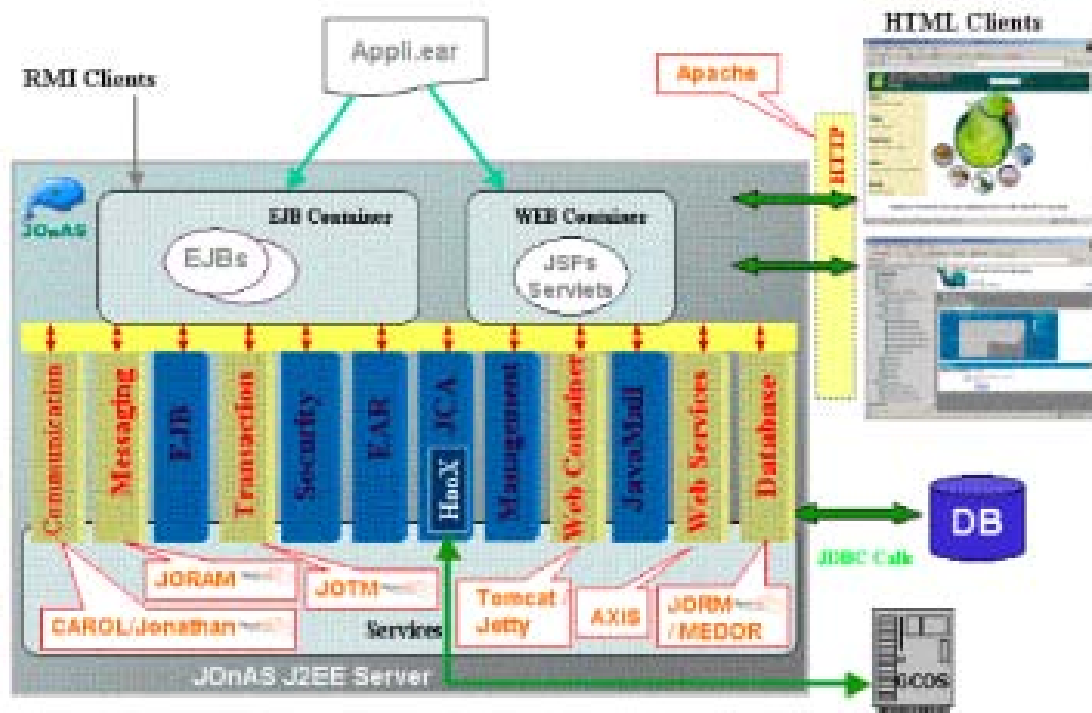 HTML Clients
Appli.ear
RMI Clients
Apache
HTTP
JOnAS
EJB Container
WEB Container
EJBs
JSFs
Servlets
Communication
Messaging
EJB
Transaction
Security
EAR
HooX
JCA
Management
Web Container
JavaMail
Web Services
Database
DB
JDBC Calls
JORAM
JOTM
CAROL/Jonathan
Tomcat /
Jetty
AXIS
JORM
/ MEDOR
Services
JOnAS J2EE Server
GCOS